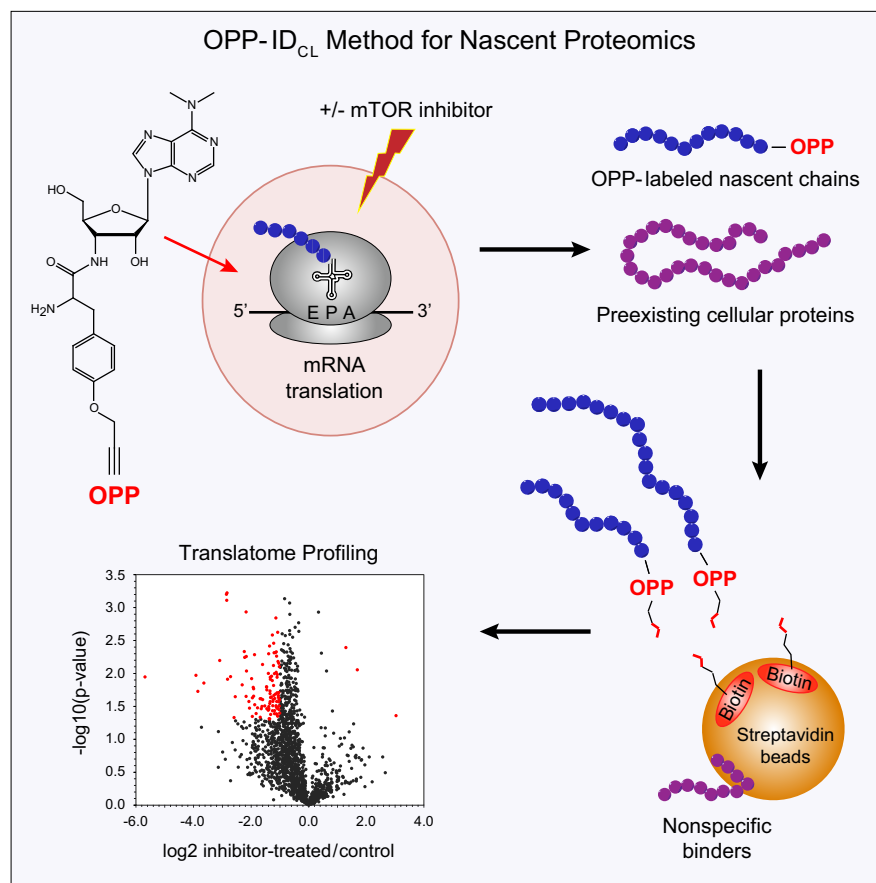 OPP-ID_CL Method for Nascent Proteomics
+/- mTOR inhibitor
N
N
N
N
N
HO
O
O
NH
OH
H₂N
O
OPP
5’
E P A
3’
mRNA
translation
OPP
OPP-labeled nascent chains
Preexisting cellular proteins
OPP
OPP
Biotin
Biotin
Streptavidin
beads
Nonspecific
binders
Translatome Profiling
-log10(p-value)
3.5
3.0
2.5
2.0
1.5
1.0
0.5
0.0
-6.0
-4.0
-2.0
0.0
2.0
4.0
log2 inhibitor-treated/control